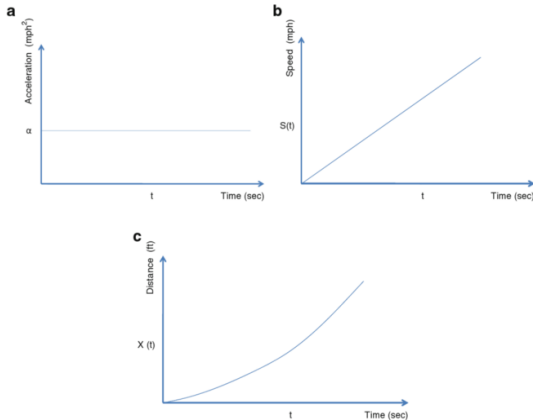 a
Acceleration (mph²)
α
t
Time (sec)
b
Speed (mph)
S(t)
t
Time (sec)
c
Distance (ft)
X (t)
t
Time (sec)